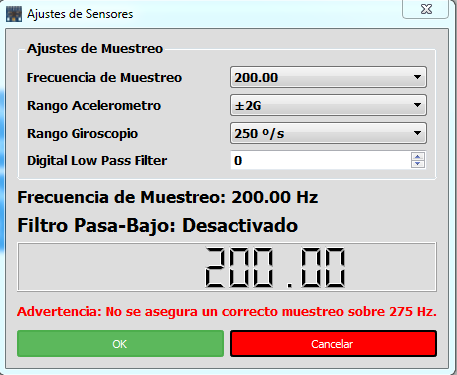 Ajustes de Sensores
Ajustes de Muestreo
Frecuencia de Muestreo 200.00
Rango Acelerometro ±2G
Rango Giroscopio 250 º/s
Digital Low Pass Filter 0
Frecuencia de Muestreo: 200.00 Hz
Filtro Pasa-Bajo: Desactivado
200.00
Advertencia: No se asegura un correcto muestreo sobre 275 Hz.
OK Cancelar